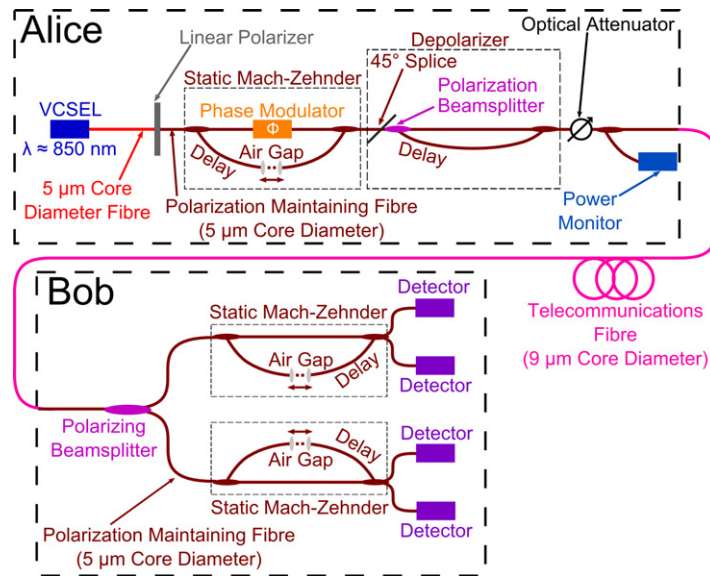 Alice
Linear Polarizer
Optical Attenuator
Depolarizer
45° Splice
Static Mach-Zehnder
Polarization
Beamsplitter
VCSEL
λ ≈ 850 nm
Phase Modulator
Φ
Delay
Air Gap
Delay
5 µm Core
Diameter Fibre
Polarization Maintaining Fibre
(5 µm Core Diameter)
Power
Monitor
Bob
Detector
Static Mach-Zehnder
Air Gap
Delay
Detector
Telecommunications
Fibre
(9 µm Core Diameter)
Polarizing
Beamsplitter
Detector
Delay
Air Gap
Static Mach-Zehnder
Detector
Polarization Maintaining Fibre
(5 µm Core Diameter)